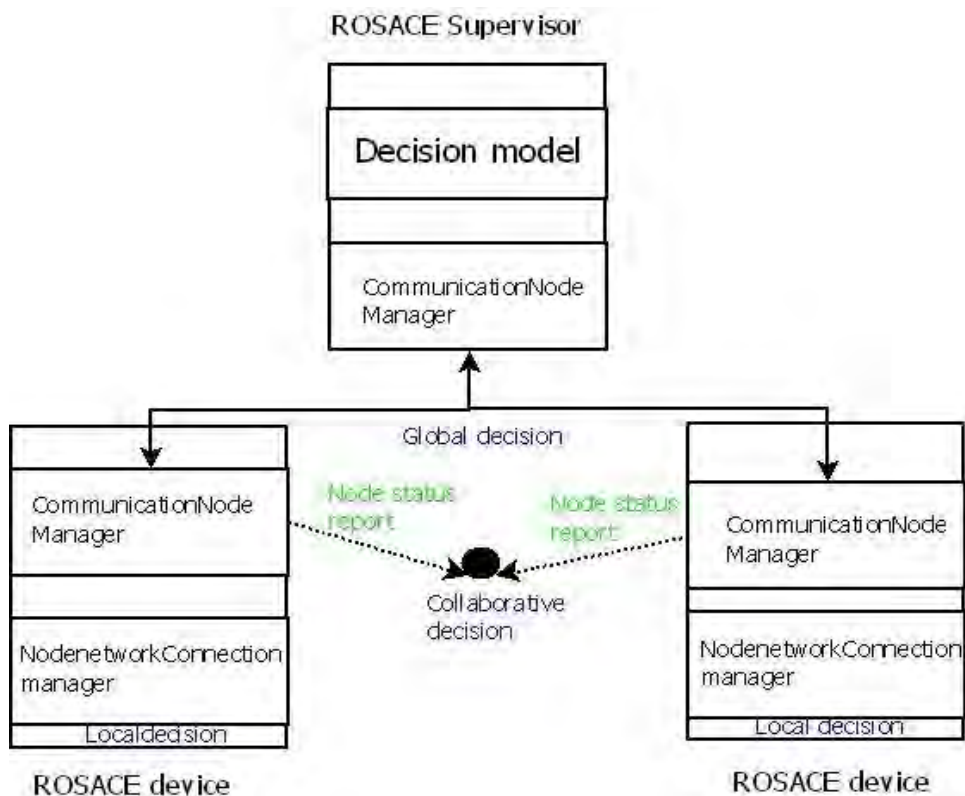 ROSACE Supervisor
Decision model
CommunicationNode
Manager
Global decision
CommunicationNode
Manager
Node status
report
Node status
report
CommunicationNode
Manager
Collaborative
decision
NodenetworkConnection
manager
NodenetworkConnection
manager
Localdecision
Local decision
ROSACE device
ROSACE device